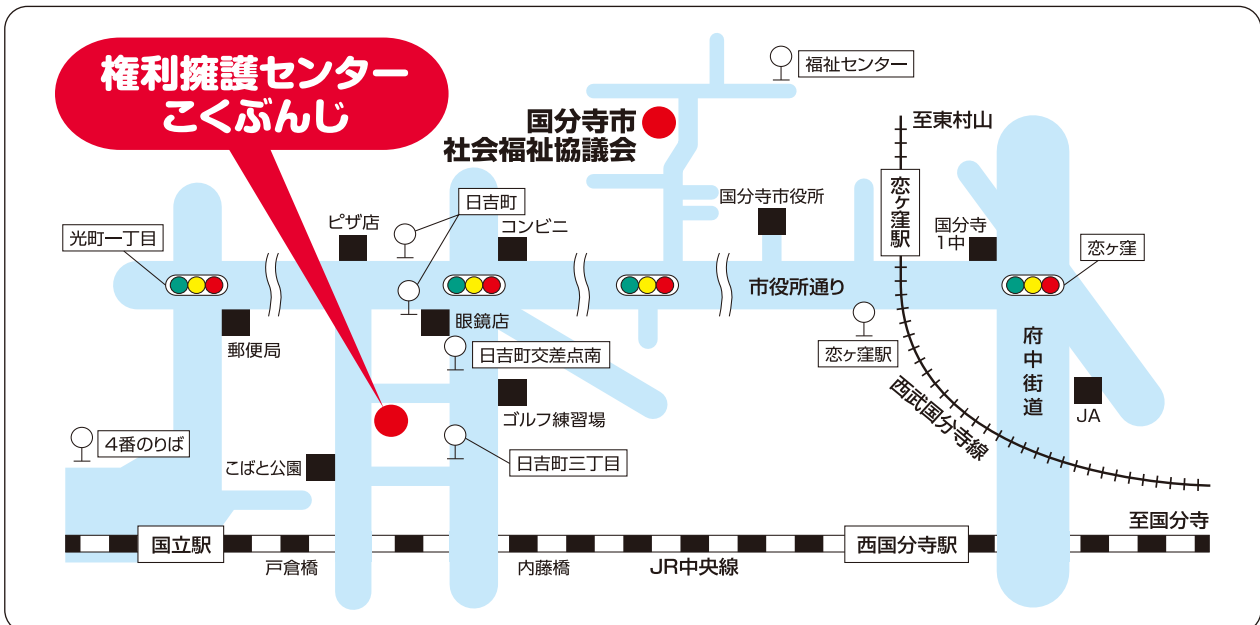 権利擁護センター
こくぶんじ
福祉センター
国分寺市
社会福祉協議会
至東村山
恋ヶ窪駅
日吉町
ピザ店
コンビニ
国分寺市役所
国分寺
1中
光町一丁目
恋ヶ窪
市役所通り
郵便局
眼鏡店
日吉町交差点南
恋ヶ窪駅
府中街道
西武国分寺線
ゴルフ練習場
JA
4番のりば
こばと公園
日吉町三丁目
至国分寺
国立駅
西国分寺駅
戸倉橋
内藤橋
JR中央線